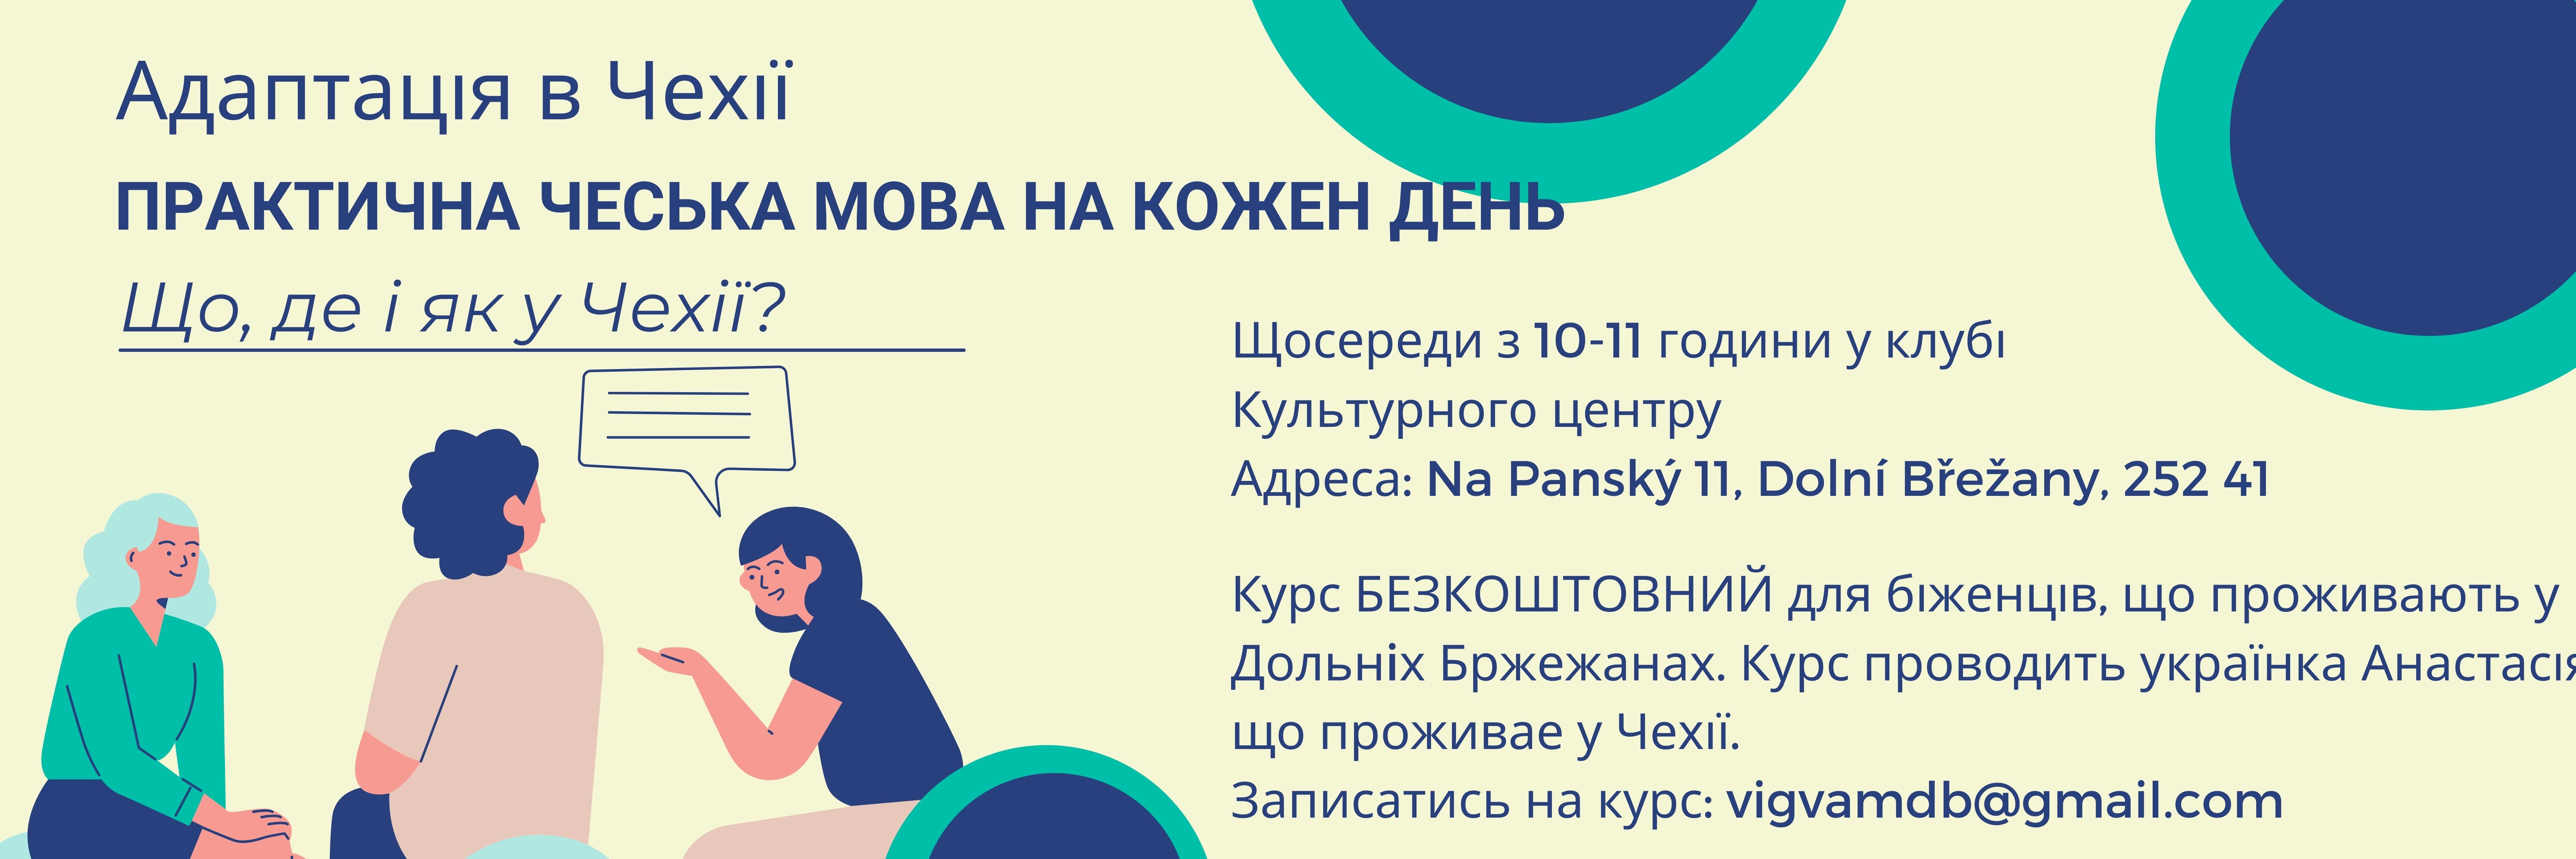 Адаптація в Чехії
ПРАКТИЧНА ЧЕСЬКА МОВА НА КОЖЕН ДЕНЬ
Що, де і як у Чехії?
Щосереди з 10-11 години у клубі
Культурного центру
Адреса: Na Panský 11, Dolní Břežany, 252 41
Курс БЕЗКОШТОВНИЙ для біженців, що проживають у
Дольніх Бржежанах. Курс проводить українка Анастасія
що проживае у Чехії.
Записатись на курс: vigvamdb@gmail.com